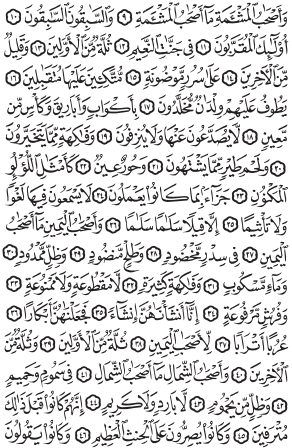 وَأَصْحَٰبُ ٱلْمَشْـَٔمَةِ مَآ أَصْحَٰبُ ٱلْمَشْـَٔمَةِ ٩ وَٱلسَّٰبِقُونَ ٱلسَّٰبِقُونَ ١٠
أُو۟لَٰٓئِكَ ٱلْمُقَرَّبُونَ ١١ فِى جَنَّٰتِ ٱلنَّعِيمِ ١٢ ثُلَّةٌ مِّنَ ٱلْأَوَّلِينَ ١٣ وَقَلِيلٌ
مِّنَ ٱلْـَٔاخِرِينَ ١٤ عَلَىٰ سُرُرٍ مَّوْضُونَةٍ ١٥ مُّتَّكِـِٔينَ عَلَيْهَا مُتَقَٰبِلِينَ ١٦
يَطُوفُ عَلَيْهِمْ وِلْدَٰنٌ مُّخَلَّدُونَ ١٧ بِأَكْوَابٍ وَأَبَارِيقَ وَكَأْسٍ مِّن
مَّعِينٍ ١٨ لَّا يُصَدَّعُونَ عَنْهَا وَلَا يُنزِفُونَ ١٩ وَفَٰكِهَةٍ مِّمَّا يَتَخَيَّرُونَ
٢٠ وَلَحْمِ طَيْرٍ مِّمَّا يَشْتَهُونَ ٢١ وَحُورٌ عِينٌ ٢٢ كَأَمْثَٰلِ ٱللُّؤْلُؤِ
ٱلْمَكْنُونِ ٢٣ جَزَآءًۢ بِمَا كَانُوا۟ يَعْمَلُونَ ٢٤ لَا يَسْمَعُونَ فِيهَا لَغْوًا
وَلَا تَأْثِيمًا ٢٥ إِلَّا قِيلًا سَلَٰمًا سَلَٰمًا ٢٦ وَأَصْحَٰبُ ٱلْيَمِينِ مَآ أَصْحَٰبُ
ٱلْيَمِينِ ٢٧ فِى سِدْرٍ مَّخْضُودٍ ٢٨ وَطَلْحٍ مَّنضُودٍ ٢٩ وَظِلٍّ مَّمْدُودٍ ٣٠
وَمَآءٍ مَّسْكُوبٍ ٣١ وَفَٰكِهَةٍ كَثِيرَةٍ ٣٢ لَّا مَقْطُوعَةٍ وَلَا مَمْنُوعَةٍ ٣٣
وَفُرُشٍ مَّرْفُوعَةٍ ٣٤ إِنَّآ أَنشَأْنَٰهُنَّ إِنشَآءً ٣٥ فَجَعَلْنَٰهُنَّ أَبْكَارًا ٣٦
عُرُبًا أَتْرَابًا ٣٧ لِّأَصْحَٰبِ ٱلْيَمِينِ ٣٨ ثُلَّةٌ مِّنَ ٱلْأَوَّلِينَ ٣٩ وَثُلَّةٌ مِّنَ
ٱلْـَٔاخِرِينَ ٤٠ وَأَصْحَٰبُ ٱلشِّمَالِ مَآ أَصْحَٰبُ ٱلشِّمَالِ ٤١ فِى سَمُومٍ وَحَمِيمٍ
٤٢ وَظِلٍّ مِّن يَحْمُومٍ ٤٣ لَّا بَارِدٍ وَلَا كَرِيمٍ ٤٤ إِنَّهُمْ كَانُوا۟ قَبْلَ ذَٰلِكَ
مُتْرَفِينَ ٤٥ وَكَانُوا۟ يُصِرُّونَ عَلَى ٱلْحِنثِ ٱلْعَظِيمِ ٤٦ وَكَانُوا۟ يَقُولُونَ